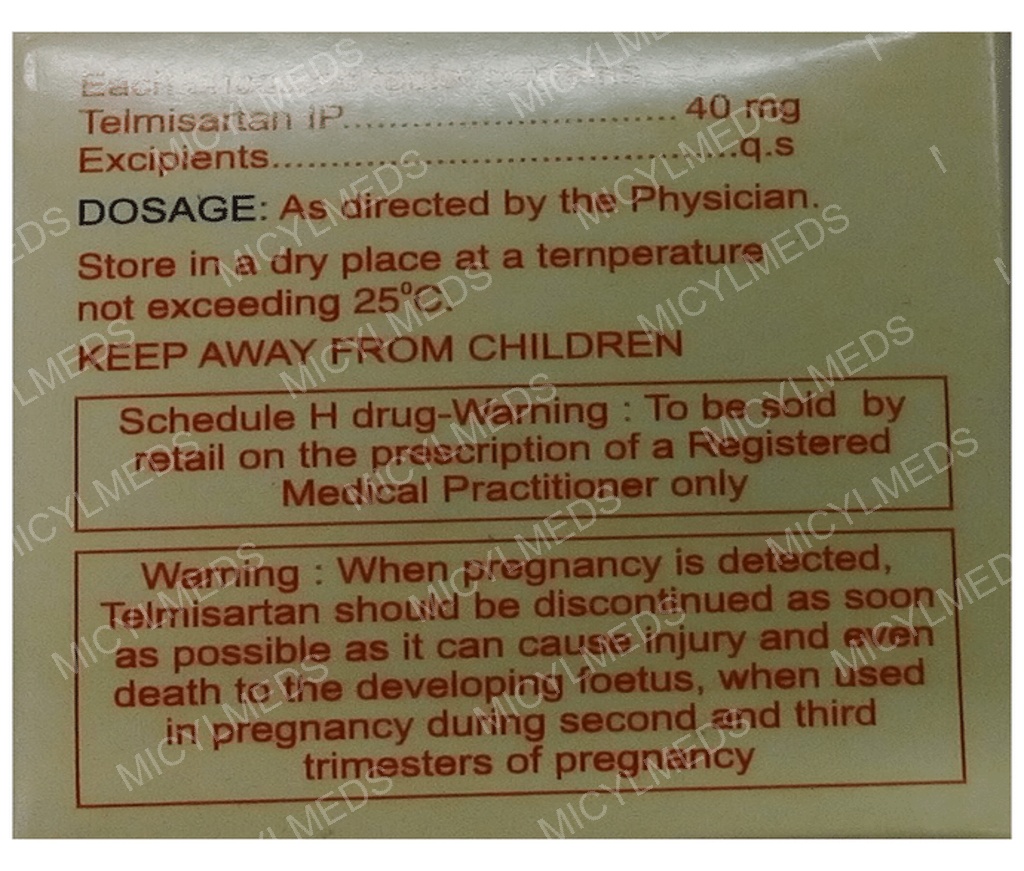 Each
Telmisartan IP................................. 40 mg
Excipients..............................................q.s
DOSAGE: As directed by the Physician.
Store in a dry place at a ternperature
not exceeding 25°C.
KEEP AWAY FROM CHILDREN
Schedule H drug-Warning : To be sold by
retail on the prescription of a Registered
Medical Practitioner only
Warning : When pregnancy is detected,
Telmisartan should be discontinued as soon
as possible as it can cause injury and even
death to the developing foetus, when used
in pregnancy during second and third
trimesters of pregnancy
MICYLMEDS